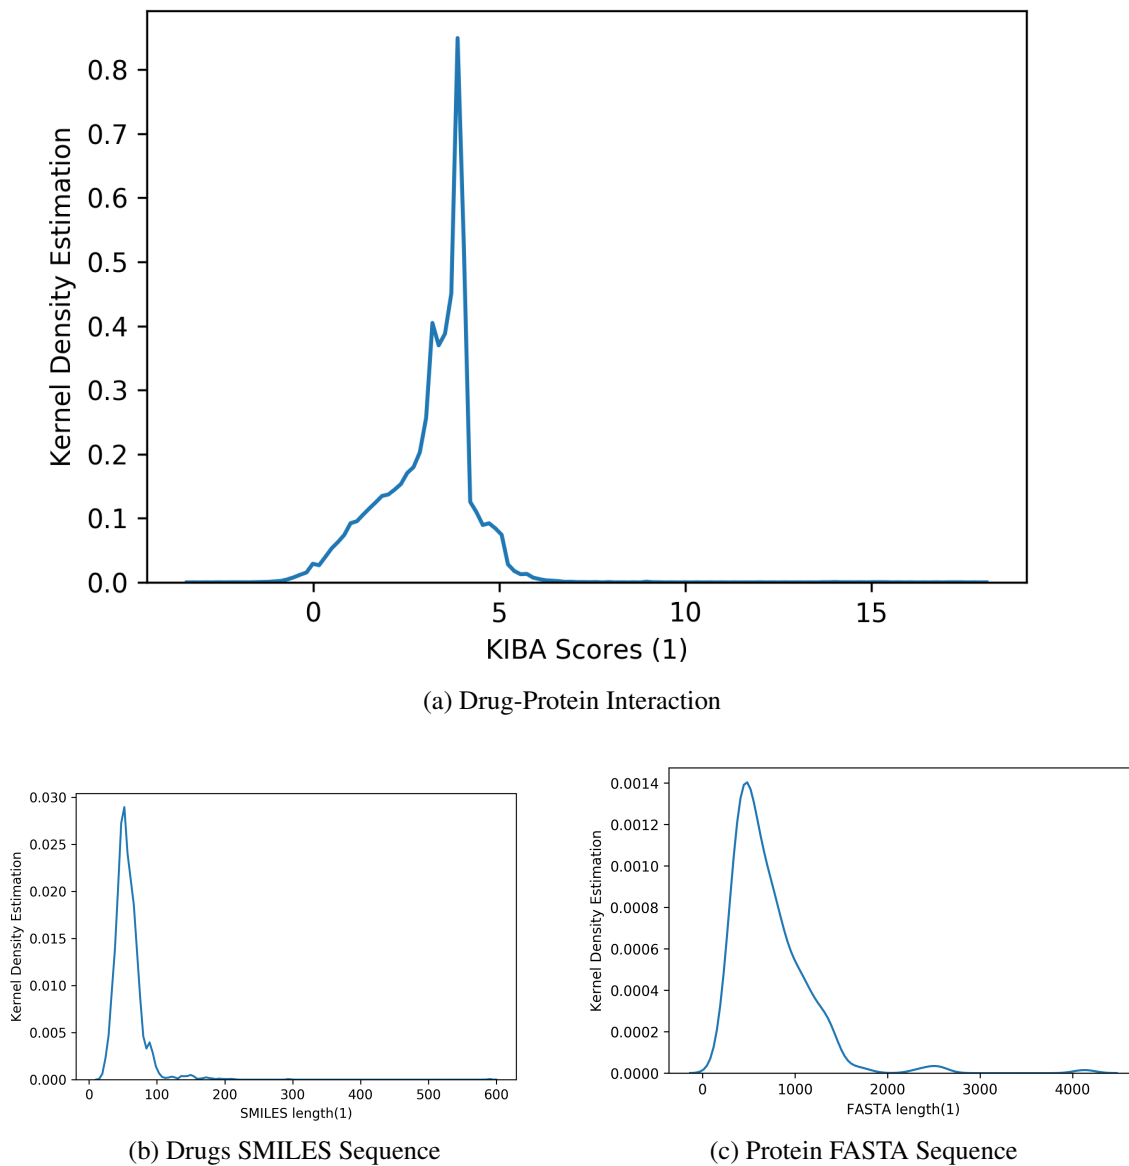 0.8
0.7
0.6
0.5
0.4
0.3
0.2
0.1
0.0
Kernel Density Estimation
0 5 10 15
KIBA Scores (1)
(a) Drug-Protein Interaction
0.030
0.025
0.020
0.015
0.010
0.005
0.000
Kernel Density Estimation
0 100 200 300 400 500 600
SMILES length(1)
(b) Drugs SMILES Sequence
0.0014
0.0012
0.0010
0.0008
0.0006
0.0004
0.0002
0.0000
Kernel Density Estimation
0 1000 2000 3000 4000
FASTA length(1)
(c) Protein FASTA Sequence